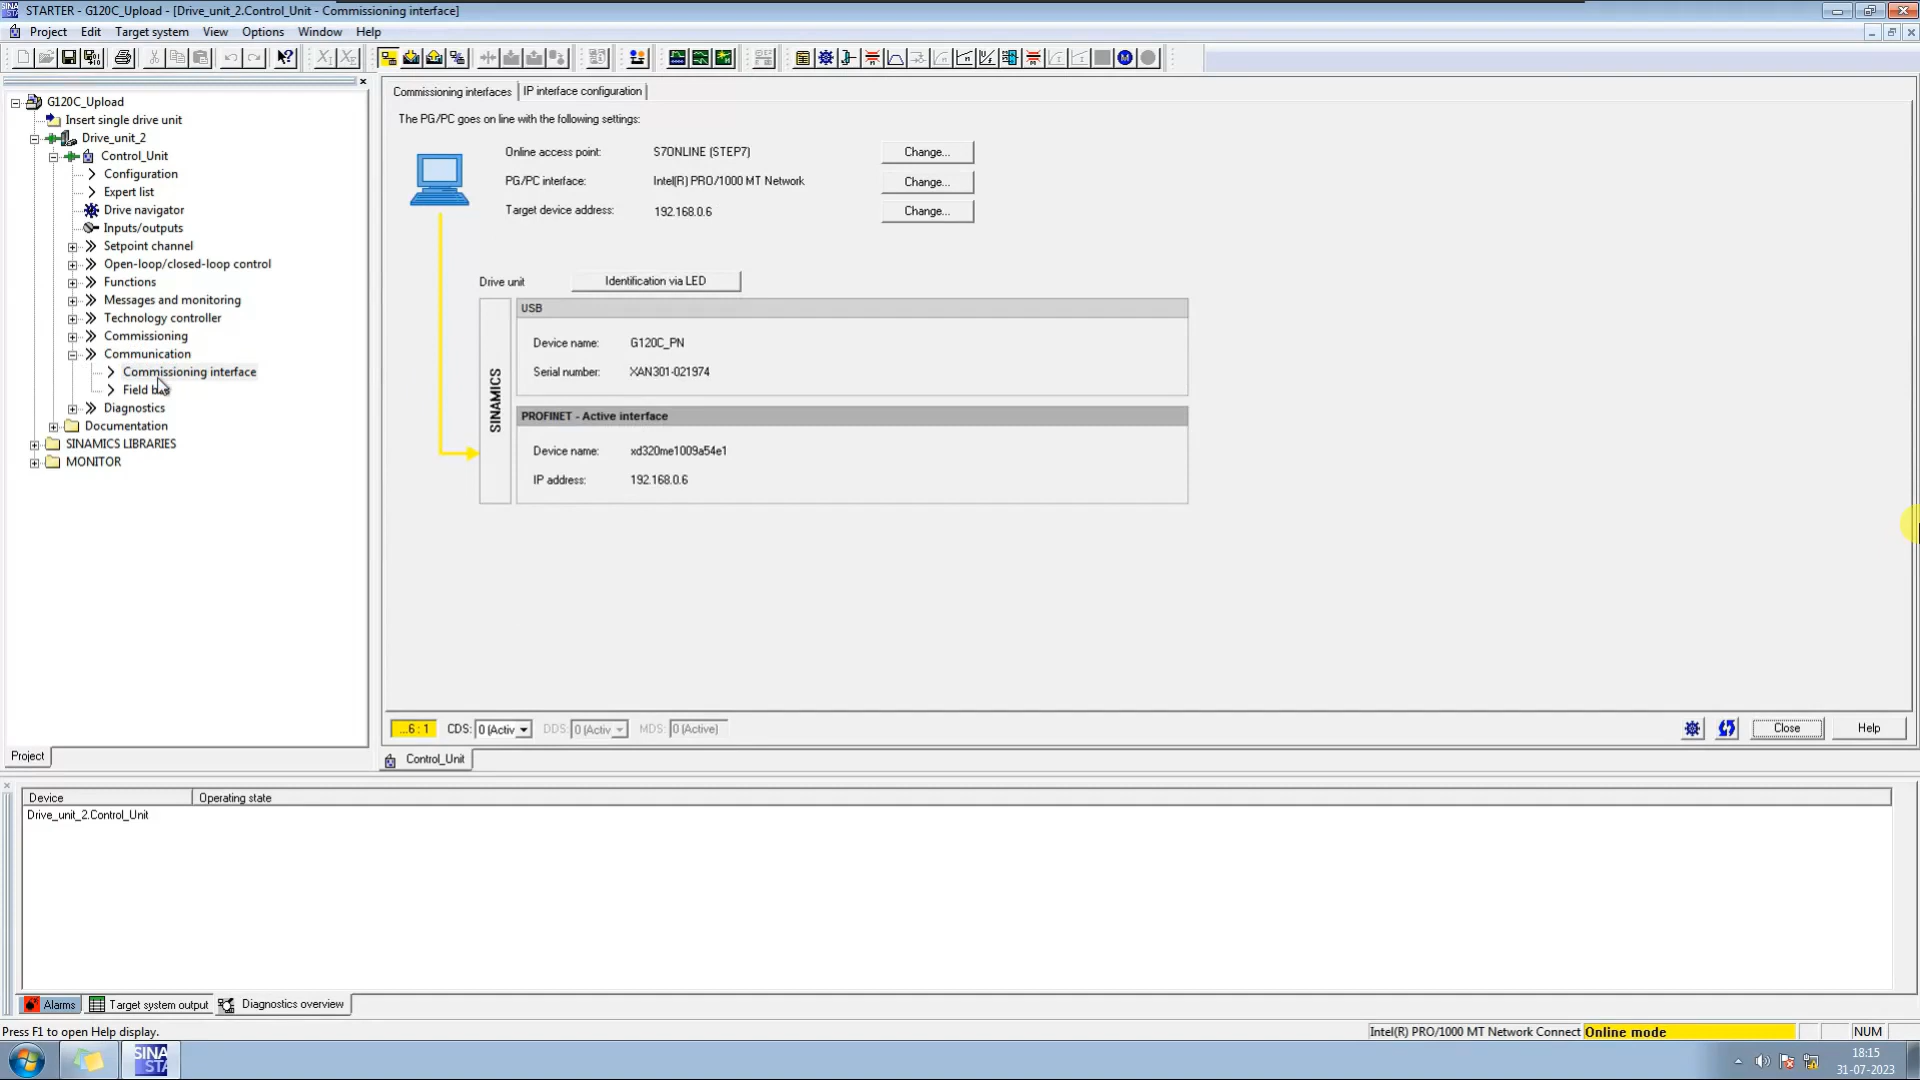 STARTER - G120C_Upload - [Drive_unit_2.Control_Unit - Commissioning interface]
Project Edit Target system View Options Window Help
G120C_Upload
Insert single drive unit
Drive_unit_2
Control_Unit
Configuration
Expert list
Drive navigator
Inputs/outputs
Setpoint channel
Open-loop/closed-loop control
Functions
Messages and monitoring
Technology controller
Commissioning
Communication
Commissioning interface
Field
Diagnostics
Documentation
SINAMICS LIBRARIES
MONITOR
Project
Commissioning interfaces IP interface configuration
The PG/PC goes on line with the following settings:
Online access point: S7ONLINE (STEP7) Change...
PG/PC interface: Intel(R) PRO/1000 MT Network Change...
Target device address: 192.168.0.6 Change...
Drive unit Identification via LED
SINAMICS
USB
Device name: G120C_PN
Serial number: XAN301-021974
PROFINET - Active interface
Device name: xd320me1009a54e1
IP address: 192.168.0.6
...6 : 1 CDS: 0 (Activ DDS: 0 (Activ MDS: 0 (Active) Close Help
Control_Unit
Device Operating state
Drive_unit_2.Control_Unit
Alarms Target system output Diagnostics overview
Press F1 to open Help display. Intel(R) PRO/1000 MT Network Connect Online mode NUM
SINA
STA
18:15
31-07-2023